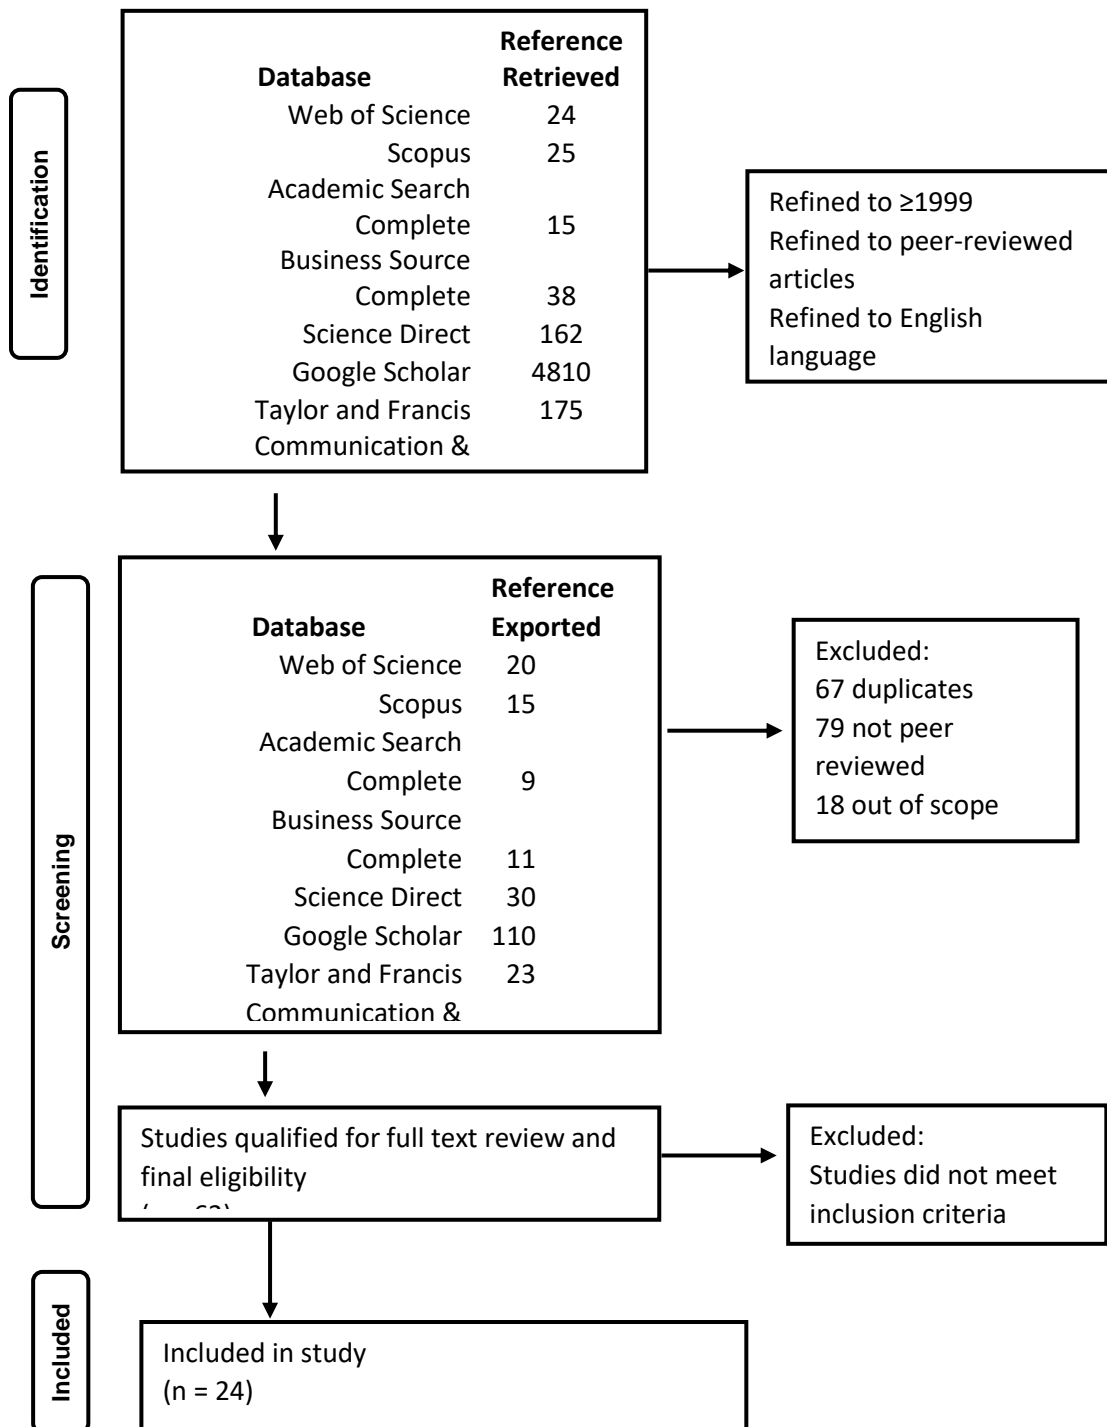 Identification
Reference
Database Retrieved
Web of Science 24
Scopus 25
Academic Search
Complete 15
Business Source
Complete 38
Science Direct 162
Google Scholar 4810
Taylor and Francis 175
Communication &
Refined to ≥1999
Refined to peer-reviewed
articles
Refined to English
language
Screening
Reference
Database Exported
Web of Science 20
Scopus 15
Academic Search
Complete 9
Business Source
Complete 11
Science Direct 30
Google Scholar 110
Taylor and Francis 23
Communication &
Excluded:
67 duplicates
79 not peer
reviewed
18 out of scope
Studies qualified for full text review and
final eligibility
Excluded:
Studies did not meet
inclusion criteria
Included
Included in study
(n = 24)